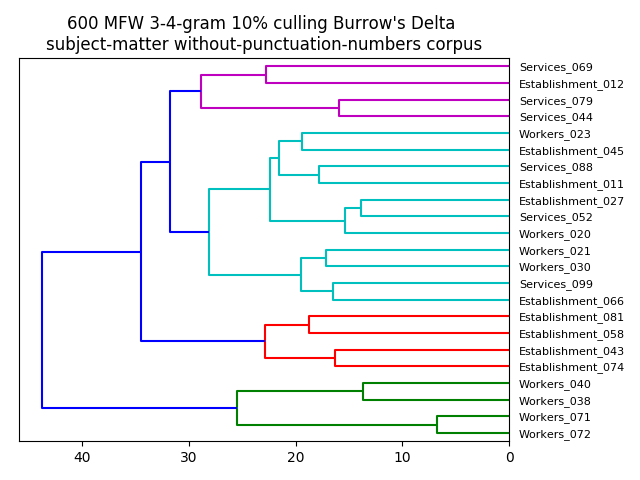 600 MFW 3-4-gram 10% culling Burrow's Delta
subject-matter without-punctuation-numbers corpus
Services_069
Establishment_012
Services_079
Services_044
Workers_023
Establishment_045
Services_088
Establishment_011
Establishment_027
Services_052
Workers_020
Workers_021
Workers_030
Services_099
Establishment_066
Establishment_081
Establishment_058
Establishment_043
Establishment_074
Workers_040
Workers_038
Workers_071
Workers_072
40 30 20 10 0